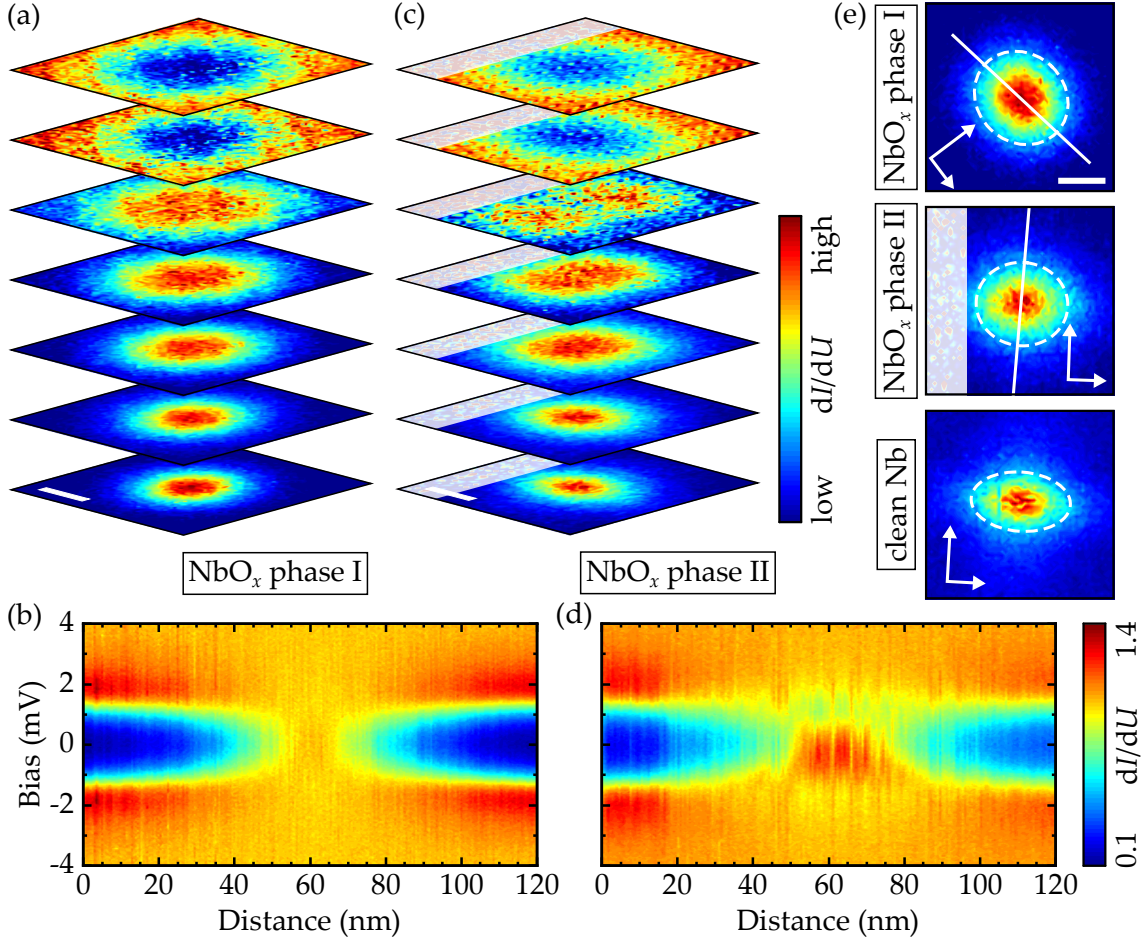 (a)
(c)
(e)
NbOₓ phase I
NbOₓ phase II
clean Nb
high
dI/dU
low
NbOₓ phase I
NbOₓ phase II
(b)
(d)
4
2
0
-2
-4
Bias (mV)
0 20 40 60 80 100 120
Distance (nm)
0 20 40 60 80 100 120
Distance (nm)
1.4
dI/dU
0.1